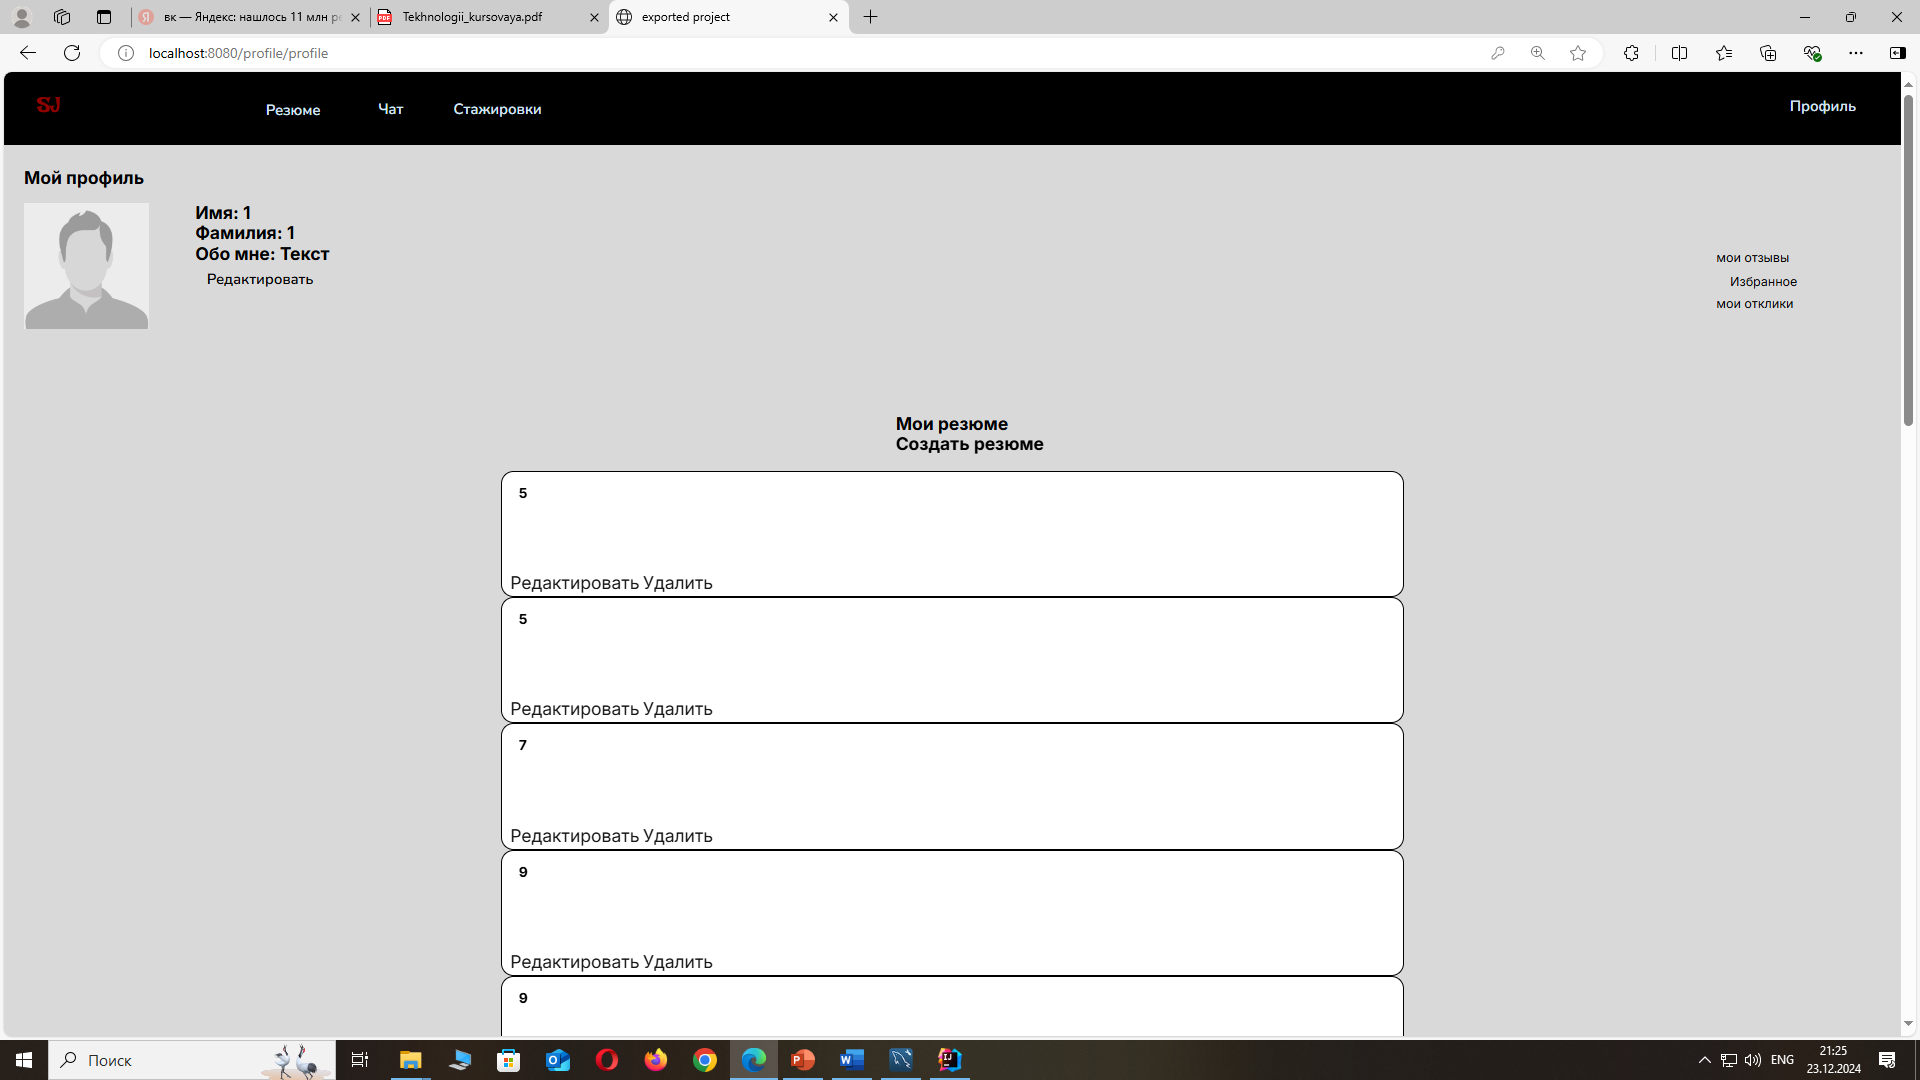 вк — Яндекс: нашлось 11 млн ре
Tekhnologii_kursovaya.pdf
exported project
localhost:8080/profile/profile
SJ
Резюме
Чат
Стажировки
Профиль
Мой профиль
Имя: 1
Фамилия: 1
Обо мне: Текст
Редактировать
мои отзывы
Избранное
мои отклики
Мои резюме
Создать резюме
5
Редактировать Удалить
5
Редактировать Удалить
7
Редактировать Удалить
9
Редактировать Удалить
9
Поиск
ENG
21:25
23.12.2024